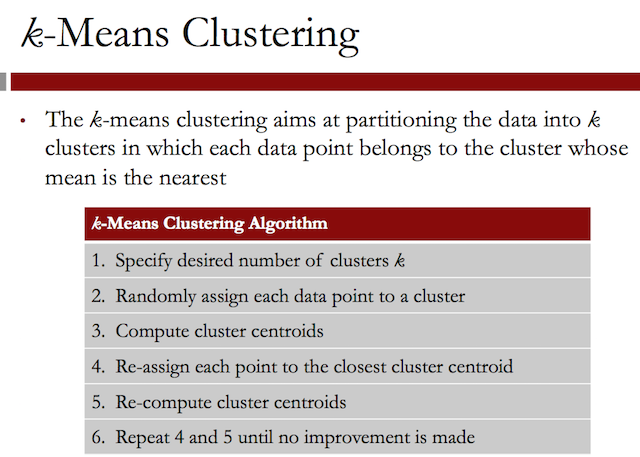 k-Means Clustering
• The k-means clustering aims at partitioning the data into k
clusters in which each data point belongs to the cluster whose
mean is the nearest
k-Means Clustering Algorithm
1. Specify desired number of clusters k
2. Randomly assign each data point to a cluster
3. Compute cluster centroids
4. Re-assign each point to the closest cluster centroid
5. Re-compute cluster centroids
6. Repeat 4 and 5 until no improvement is made